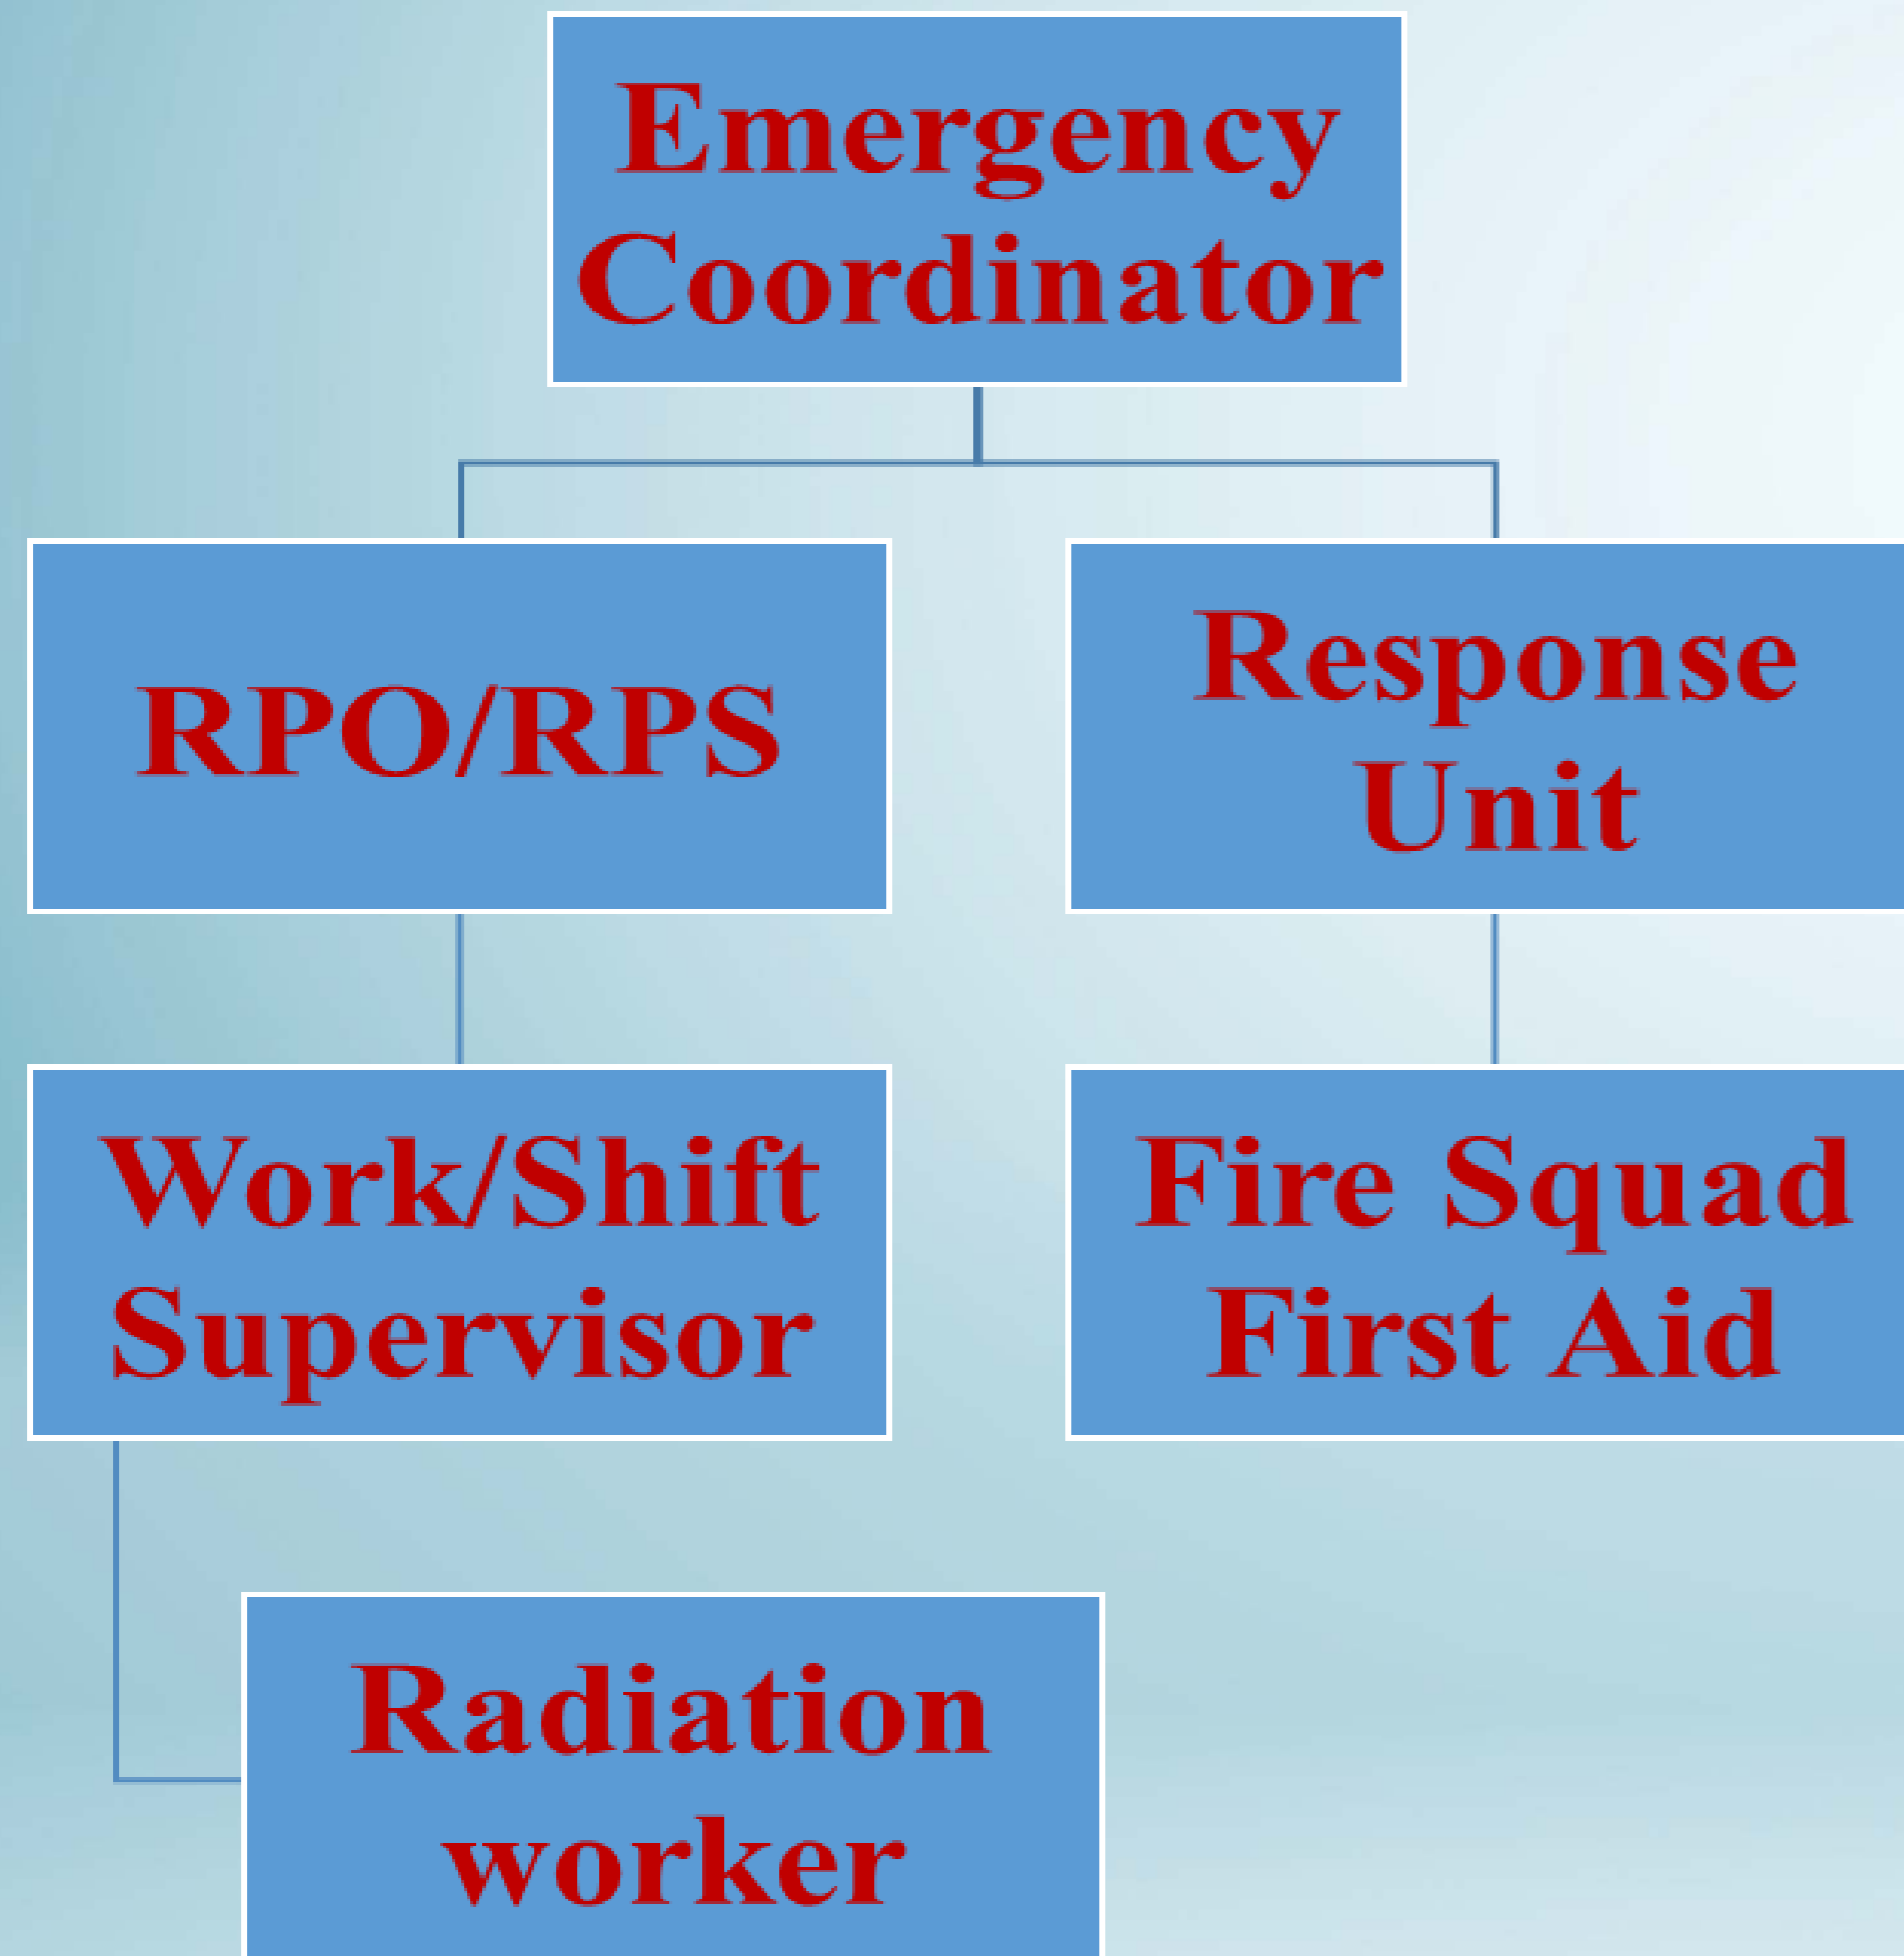 Emergency
Coordinator
RPO/RPS
Response
Unit
Work/Shift
Supervisor
Fire Squad
First Aid
Radiation
worker